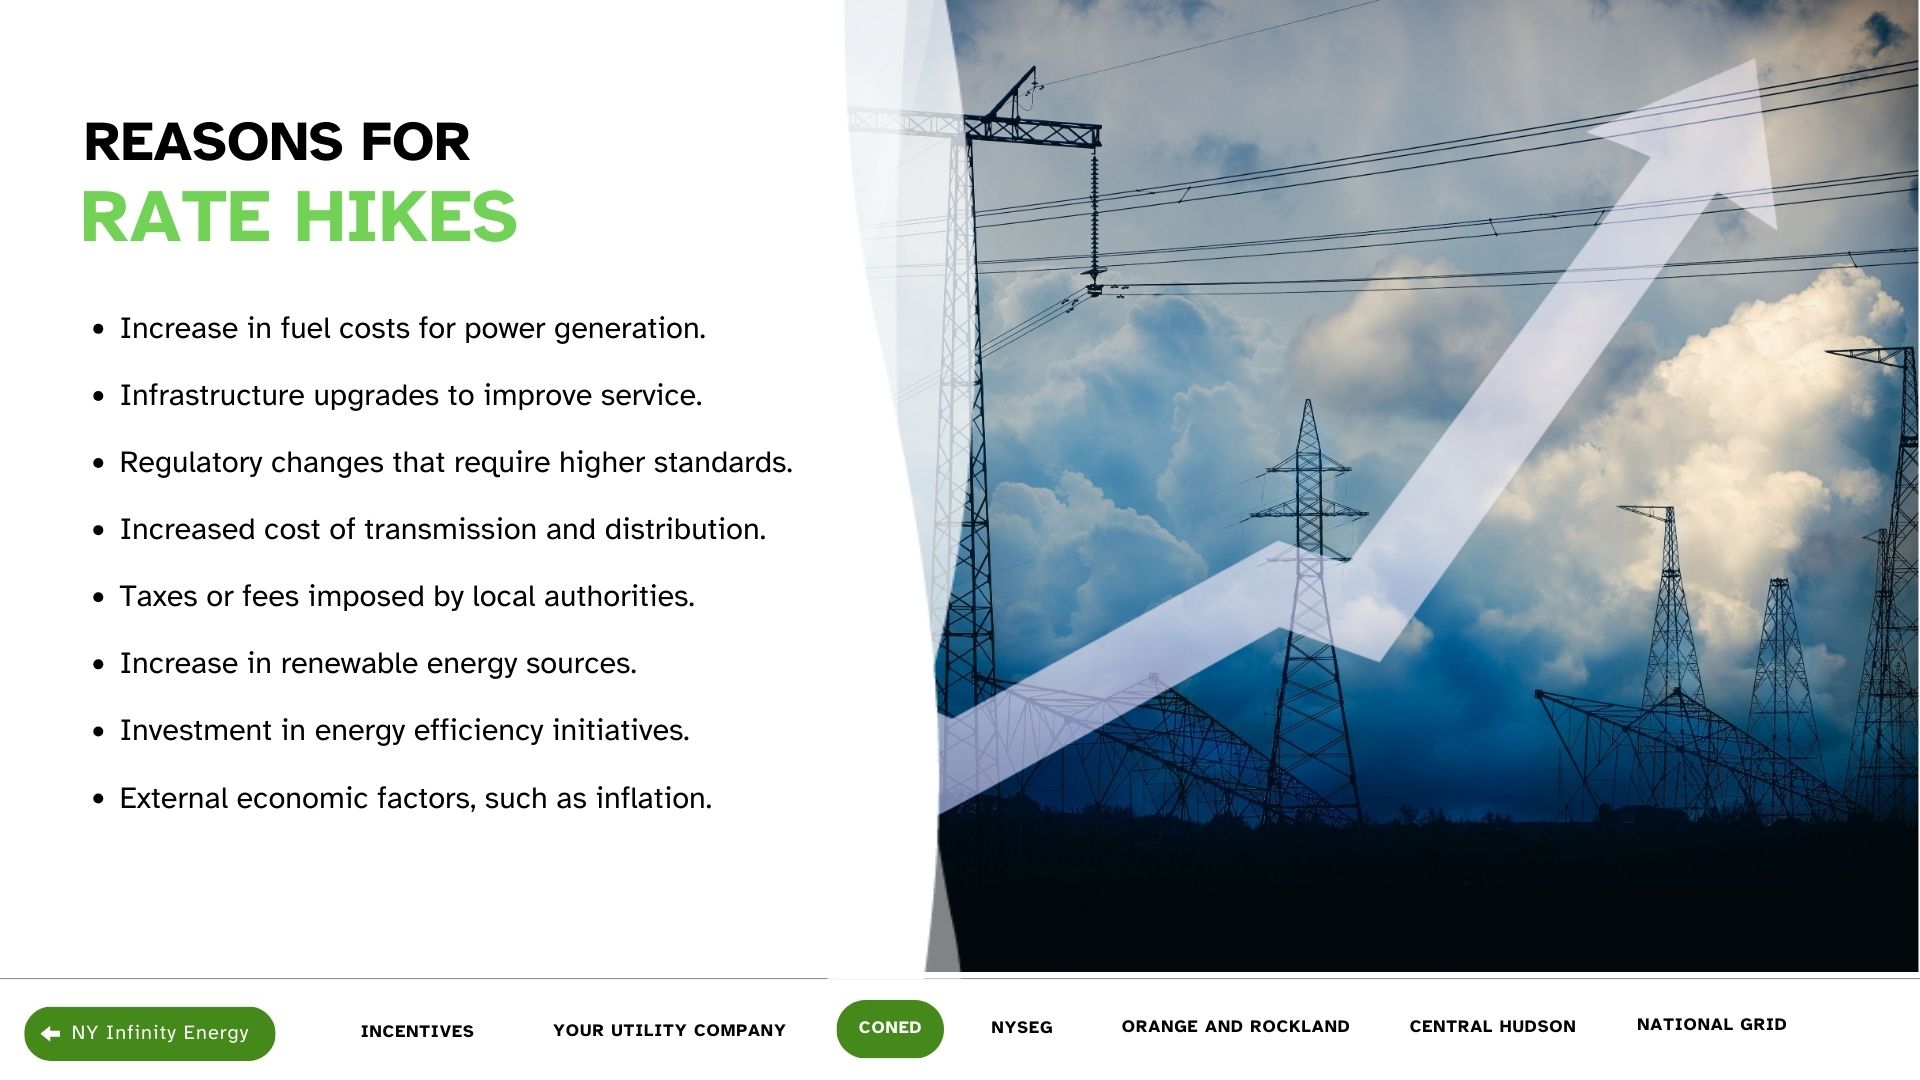 REASONS FOR
RATE HIKES
• Increase in fuel costs for power generation.
• Infrastructure upgrades to improve service.
• Regulatory changes that require higher standards.
• Increased cost of transmission and distribution.
• Taxes or fees imposed by local authorities.
• Increase in renewable energy sources.
• Investment in energy efficiency initiatives.
• External economic factors, such as inflation.
NY Infinity Energy
INCENTIVES
YOUR UTILITY COMPANY
CONED
NYSEG
ORANGE AND ROCKLAND
CENTRAL HUDSON
NATIONAL GRID